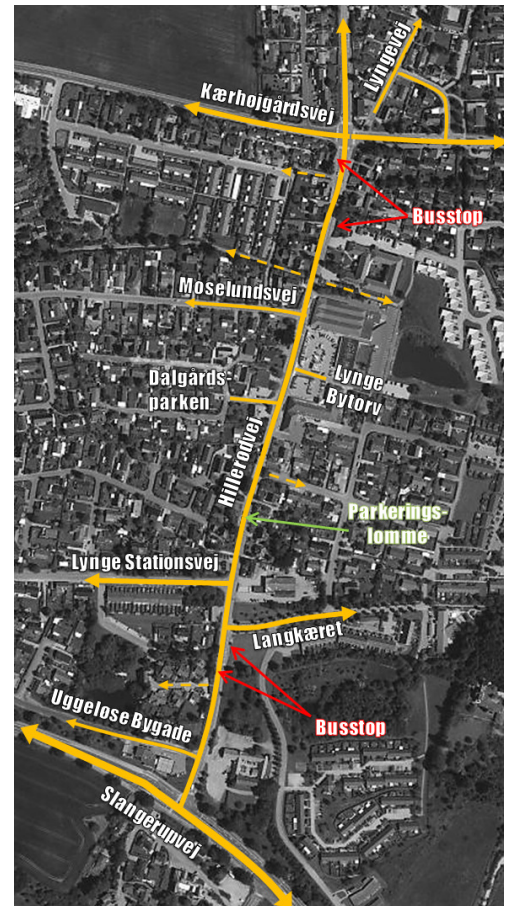 Lyngevej
Kærhøjgårdsvej
Busstop
Moselundsvej
Dalgårds-
parken
Lynge
Bytorv
Hillerødvej
Parkerings-
lomme
Lynge Stationsvej
Langkæret
Uggeløse Bygade
Busstop
Slangerupvej